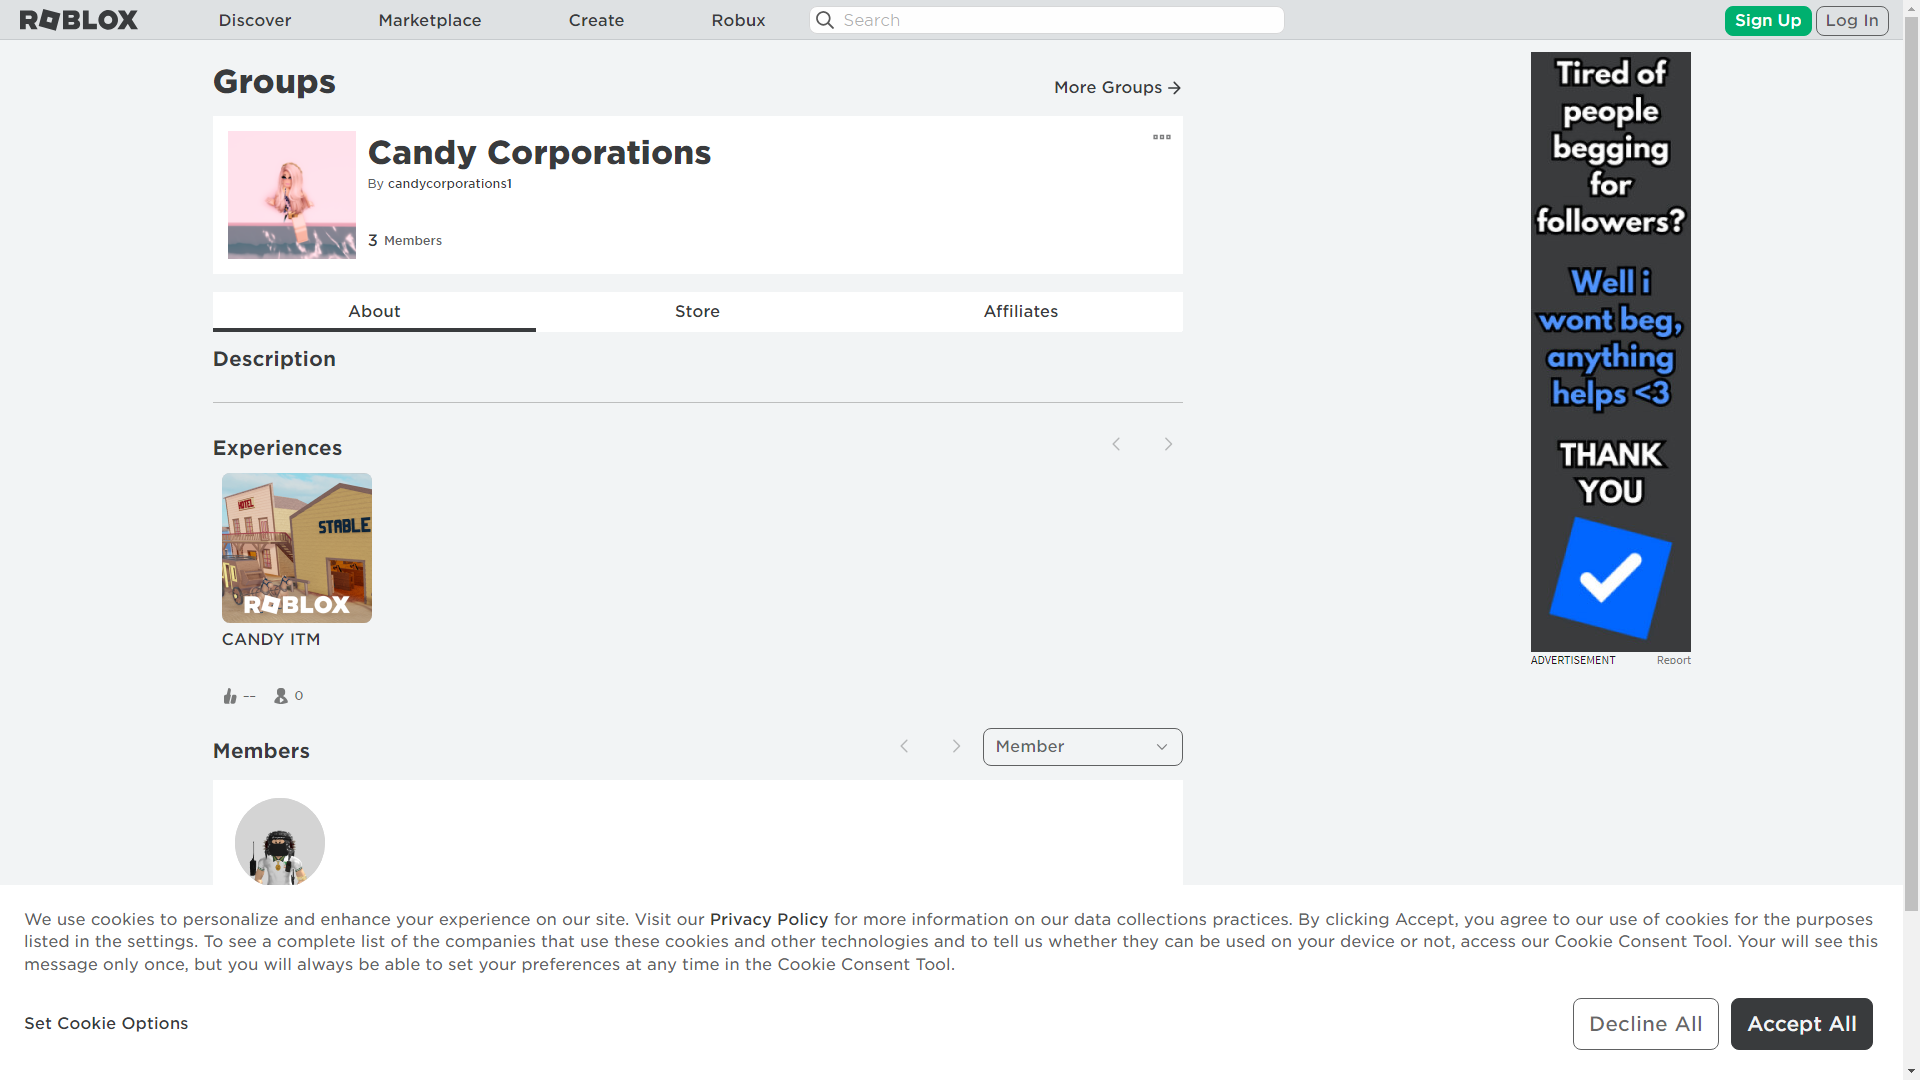 ROBLOX
Discover
Marketplace
Create
Robux
Search
Sign Up
Log In
Groups
More Groups
Candy Corporations
By candycorporations1
3 Members
About
Store
Affiliates
Description
Experiences
HOTEL
STABLE
ROBLOX
CANDY ITM
--
0
Members
Member
Tired of
people
begging
for
followers?
Well i
wont beg,
anything
helps <3
THANK
YOU
ADVERTISEMENT
Report
We use cookies to personalize and enhance your experience on our site. Visit our Privacy Policy for more information on our data collections practices. By clicking Accept, you agree to our use of cookies for the purposes
listed in the settings. To see a complete list of the companies that use these cookies and other technologies and to tell us whether they can be used on your device or not, access our Cookie Consent Tool. Your will see this
message only once, but you will always be able to set your preferences at any time in the Cookie Consent Tool.
Set Cookie Options
Decline All
Accept All